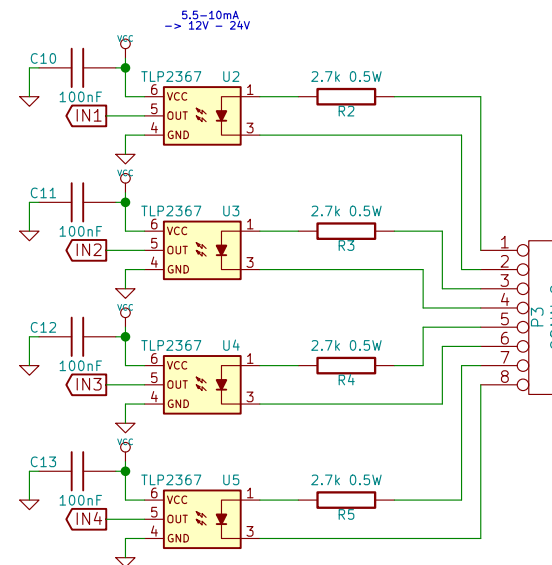 5.5-10mA
-> 12V - 24V
VCC
C10
100nF
IN1
TLP2367 U2
6 VCC
5 OUT
4 GND
1
3
2.7k 0.5W
R2
VCC
C11
100nF
IN2
TLP2367 U3
6 VCC
5 OUT
4 GND
1
3
2.7k 0.5W
R3
VCC
C12
100nF
IN3
TLP2367 U4
6 VCC
5 OUT
4 GND
1
3
2.7k 0.5W
R4
VCC
C13
100nF
IN4
TLP2367 U5
6 VCC
5 OUT
4 GND
1
3
2.7k 0.5W
R5
1
2
3
4
5
6
7
8
P3